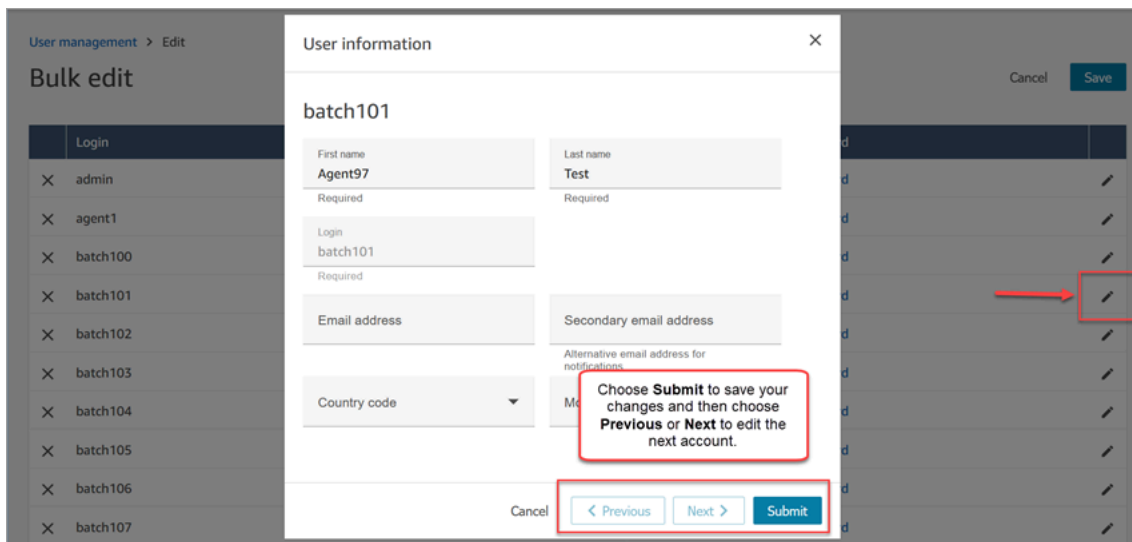 User management > Edit
Bulk edit
Cancel
Save
User information
batch101
First name
Agent97
Required
Last name
Test
Required
Login
batch101
Required
Email address
Secondary email address
Alternative email address for
notifications
Country code
Choose Submit to save your
changes and then choose
Previous or Next to edit the
next account.
Cancel
< Previous
Next >
Submit
Login
admin
agent1
batch100
batch101
batch102
batch103
batch104
batch105
batch106
batch107